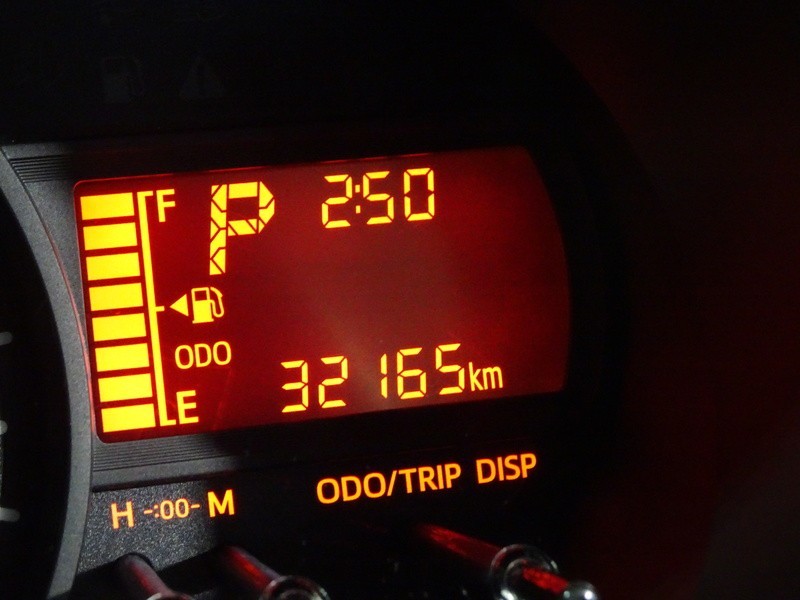 F P 2:50
ODO
E 32165km
H -:00- M ODO/TRIP DISP